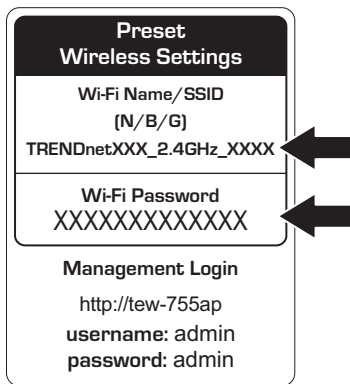 Preset
Wireless Settings
Wi-Fi Name/SSID
(N/B/G)
TRENDnetXXX_2.4GHz_XXXX
Wi-Fi Password
XXXXXXXXXXXXX
Management Login
http://tew-755ap
username: admin
password: admin